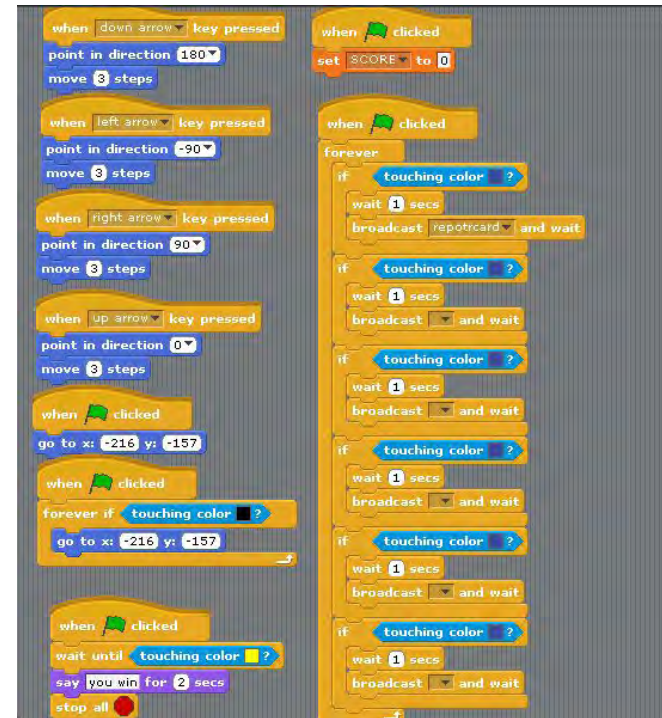 when down arrow key pressed
point in direction 180
move 3 steps
when left arrow key pressed
point in direction -90
move 3 steps
when right arrow key pressed
point in direction 90
move 3 steps
when up arrow key pressed
point in direction 0
move 3 steps
when clicked
go to x: -216 y: -157
when clicked
forever if touching color ?
go to x: -216 y: -157
when clicked
wait until touching color ?
say you win for 2 secs
stop all
when clicked
set SCORE to 0
when clicked
forever
if touching color ?
wait 1 secs
broadcast repotrcard and wait
if touching color ?
wait 1 secs
broadcast and wait
if touching color ?
wait 1 secs
broadcast and wait
if touching color ?
wait 1 secs
broadcast and wait
if touching color ?
wait 1 secs
broadcast and wait
if touching color ?
wait 1 secs
broadcast and wait